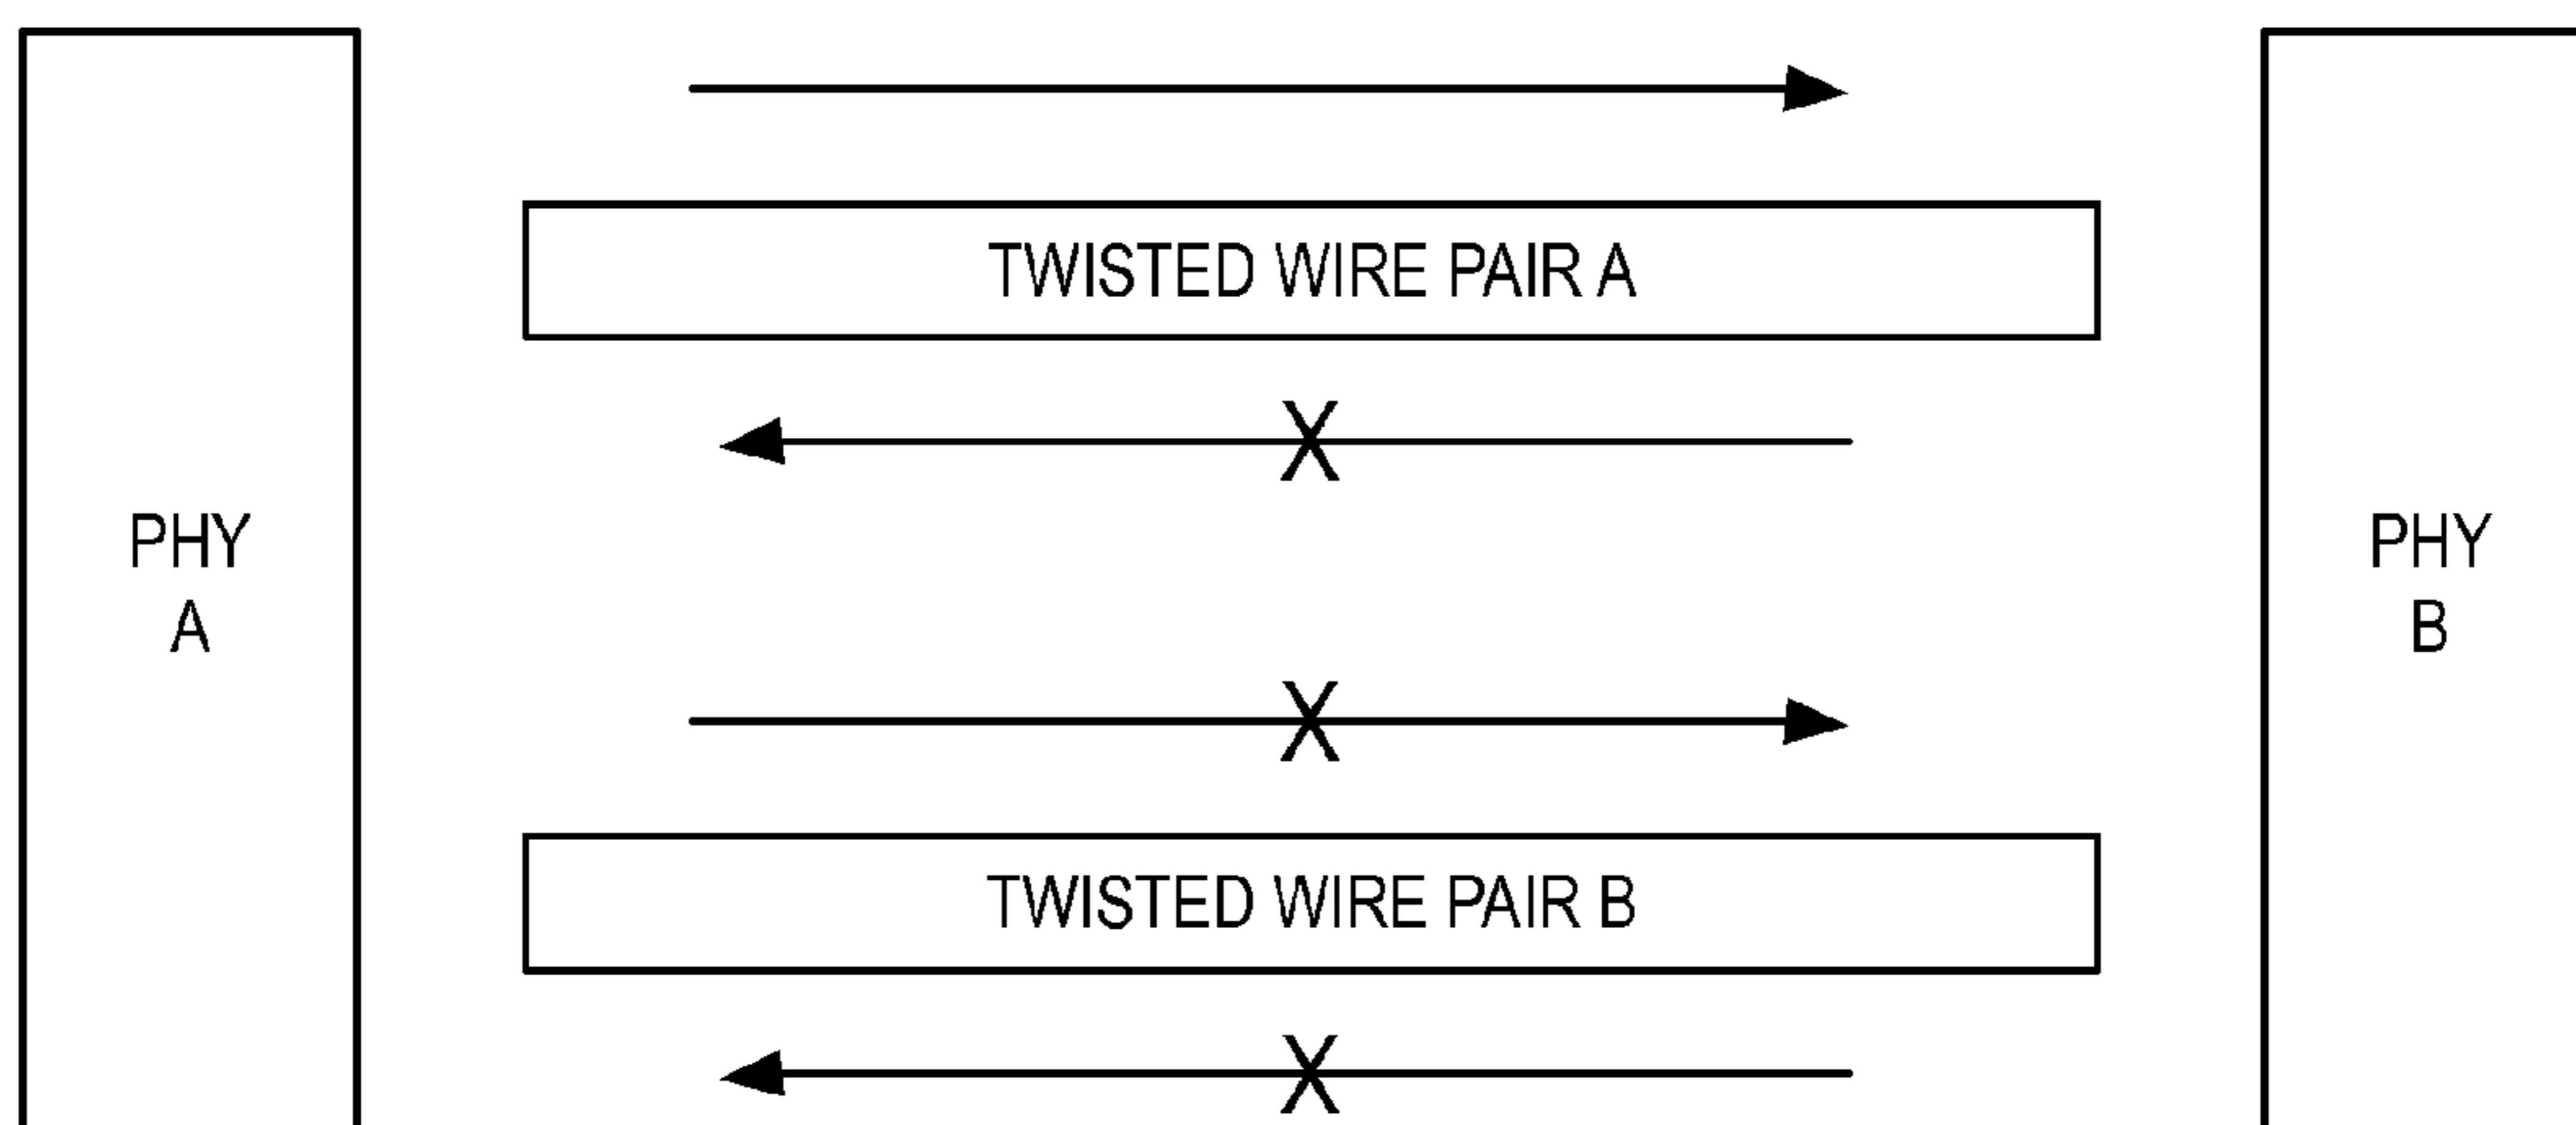 TWISTED WIRE PAIR A
X
PHY
A
PHY
B
X
TWISTED WIRE PAIR B
X